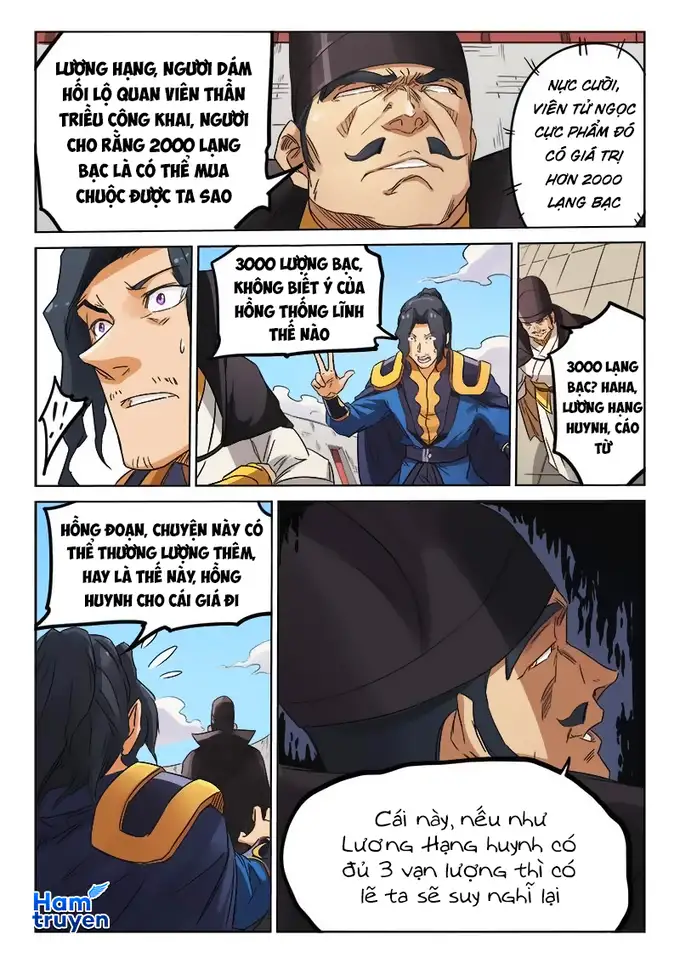 LƯƠNG HẠNG, NGƯƠI DÁM
HỐI LỘ QUAN VIÊN THẦN
TRIỀU CÔNG KHAI, NGƯƠI
CHO RẰNG 2000 LẠNG
BẠC LÀ CÓ THỂ MUA
CHUỘC ĐƯỢC TA SAO
NỰC CƯỜI,
VIÊN TỬ NGỌC
CỰC PHẨM ĐÓ
CÓ GIÁ TRỊ
HƠN 2000
LẠNG BẠC
3000 LƯỢNG BẠC,
KHÔNG BIẾT Ý CỦA
HỒNG THỐNG LĨNH
THẾ NÀO
3000 LẠNG
BẠC? HAHA,
LƯƠNG HẠNG
HUYNH, CÁO
TỪ
HỒNG ĐOẠN, CHUYỆN NÀY CÓ
THỂ THƯƠNG LƯỢNG THÊM,
HAY LÀ THẾ NÀY, HỒNG
HUYNH CHO CÁI GIÁ ĐI
Cái này, nếu như
Lương Hạng huynh có
đủ 3 vạn lượng thì có
lẽ ta sẽ suy nghĩ lại
Ham
truyen